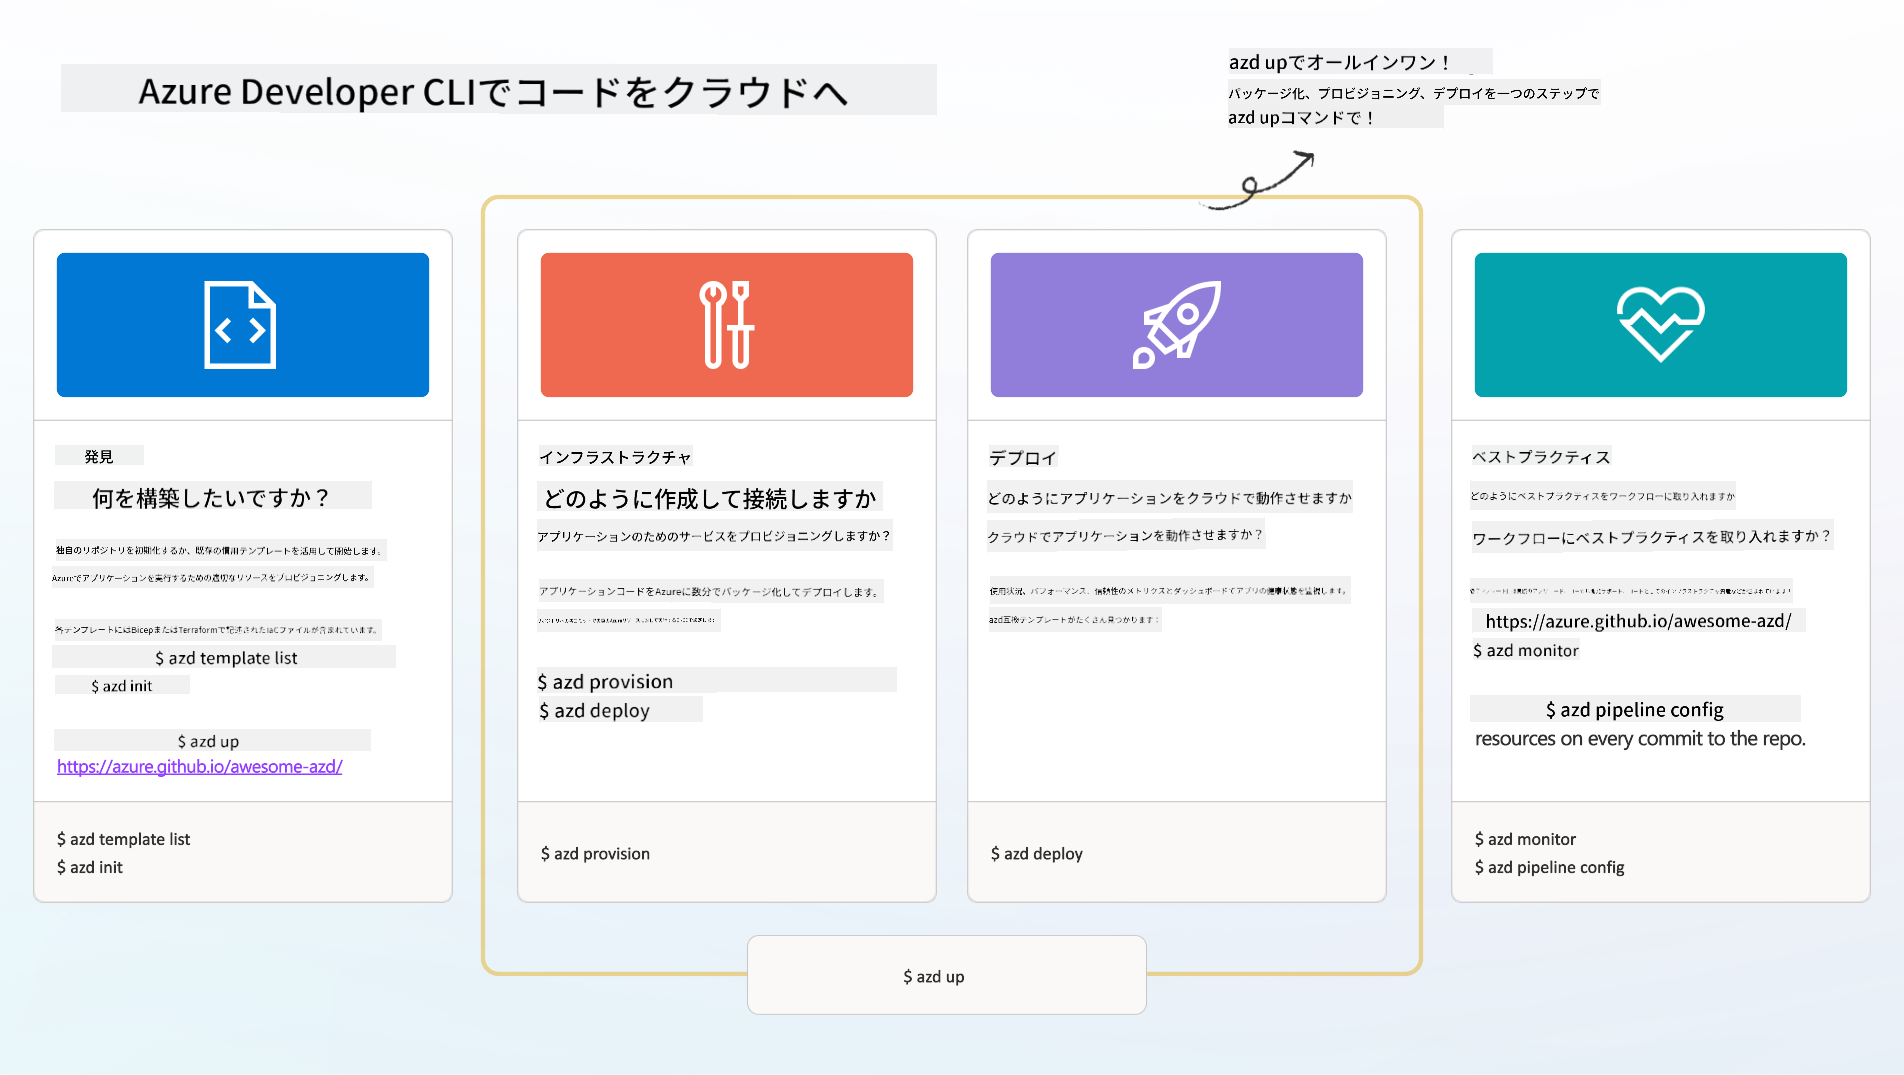 Azure Developer CLIでコードをクラウドへ
azd upでオールインワン！
パッケージ化、プロビジョニング、デプロイを一つのステップで
azd upコマンドで！
発見
何を構築したいですか？
独自のリポジトリを初期化するか、既存の慣用テンプレートを活用して開始します。
Azureでアプリケーションを実行するための適切なリソースをプロビジョニングします。
各テンプレートにはBicepまたはTerraformで記述されたIaCファイルが含まれています。
$ azd template list
$ azd init
$ azd up
https://azure.github.io/awesome-azd/
$ azd template list
$ azd init
インフラストラクチャ
どのように作成して接続しますか
アプリケーションのためのサービスをプロビジョニングしますか？
アプリケーションコードをAzureに数分でパッケージ化してデプロイします。
$ azd provision
$ azd deploy
$ azd provision
デプロイ
どのようにアプリケーションをクラウドで動作させますか
クラウドでアプリケーションを動作させますか？
使用状況、パフォーマンス、信頼性のメトリクスとダッシュボードでアプリの健康状態を監視します。
azd互換テンプレートがたくさん見つかります：
$ azd deploy
ベストプラクティス
どのようにベストプラクティスをワークフローに取り入れますか
ワークフローにベストプラクティスを取り入れますか？
https://azure.github.io/awesome-azd/
$ azd monitor
$ azd pipeline config
resources on every commit to the repo.
$ azd monitor
$ azd pipeline config
$ azd up